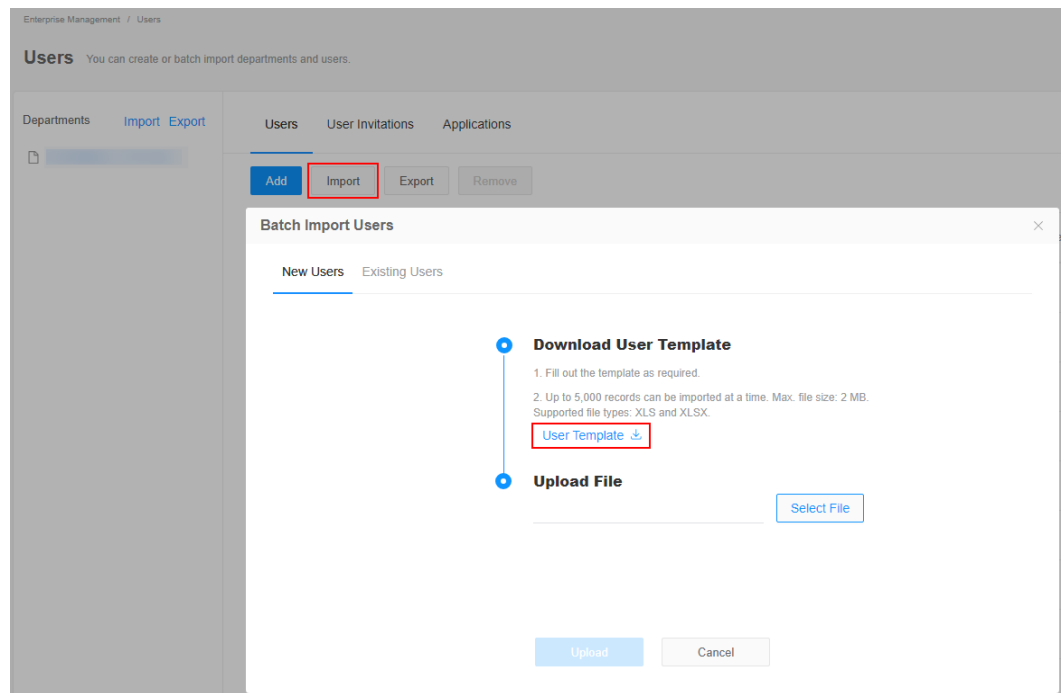 Enterprise Management / Users
Users You can create or batch import departments and users.
Departments Import Export
Users User Invitations Applications
Add Import Export Remove
Batch Import Users
New Users Existing Users
Download User Template
1. Fill out the template as required.
2. Up to 5,000 records can be imported at a time. Max. file size: 2 MB.
Supported file types: XLS and XLSX.
User Template
Upload File
Select File
Upload Cancel